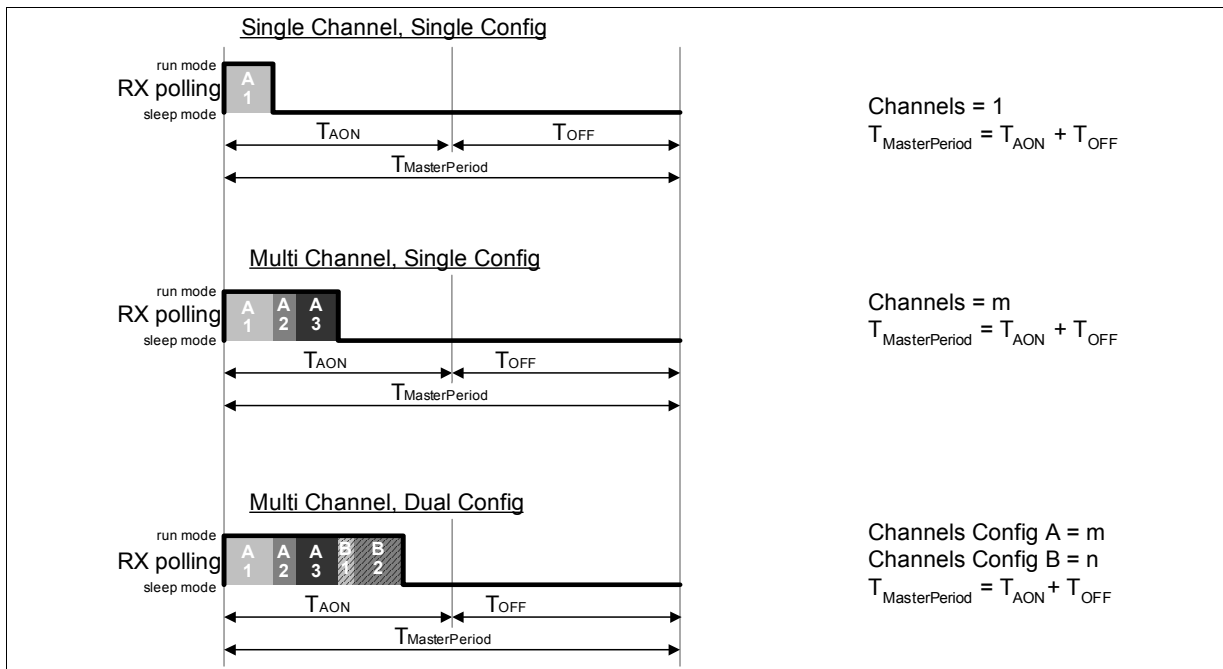 Single Channel, Single Config
run mode
RX polling
sleep mode
A
1
TAON
TOFF
TMasterPeriod
Channels = 1
TMasterPeriod = TAON + TOFF
Multi Channel, Single Config
run mode
RX polling
sleep mode
A A A
1 2 3
TAON
TOFF
TMasterPeriod
Channels = m
TMasterPeriod = TAON + TOFF
Multi Channel, Dual Config
run mode
RX polling
sleep mode
A A A B B
1 2 3 1 2
TAON
TOFF
TMasterPeriod
Channels Config A = m
Channels Config B = n
TMasterPeriod = TAON + TOFF